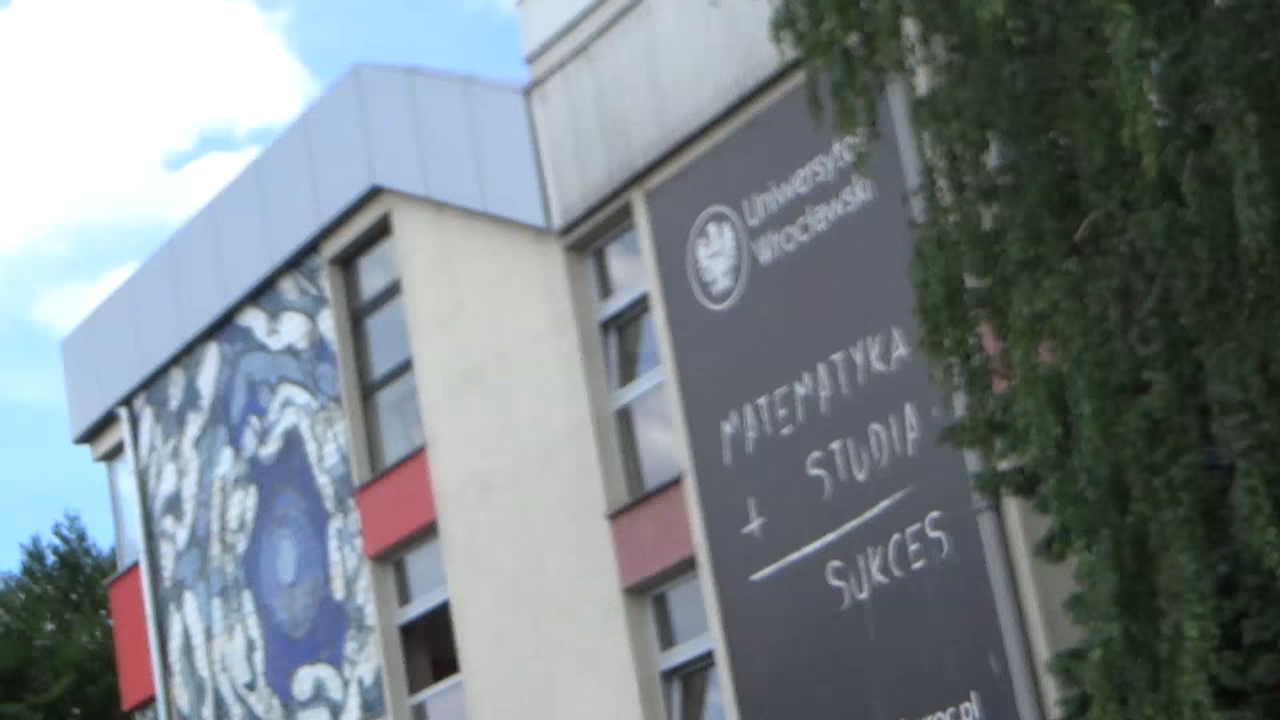 Uniwersytet
Wrocławski
MATEMATYKA
+ STUDIA
SUKCES